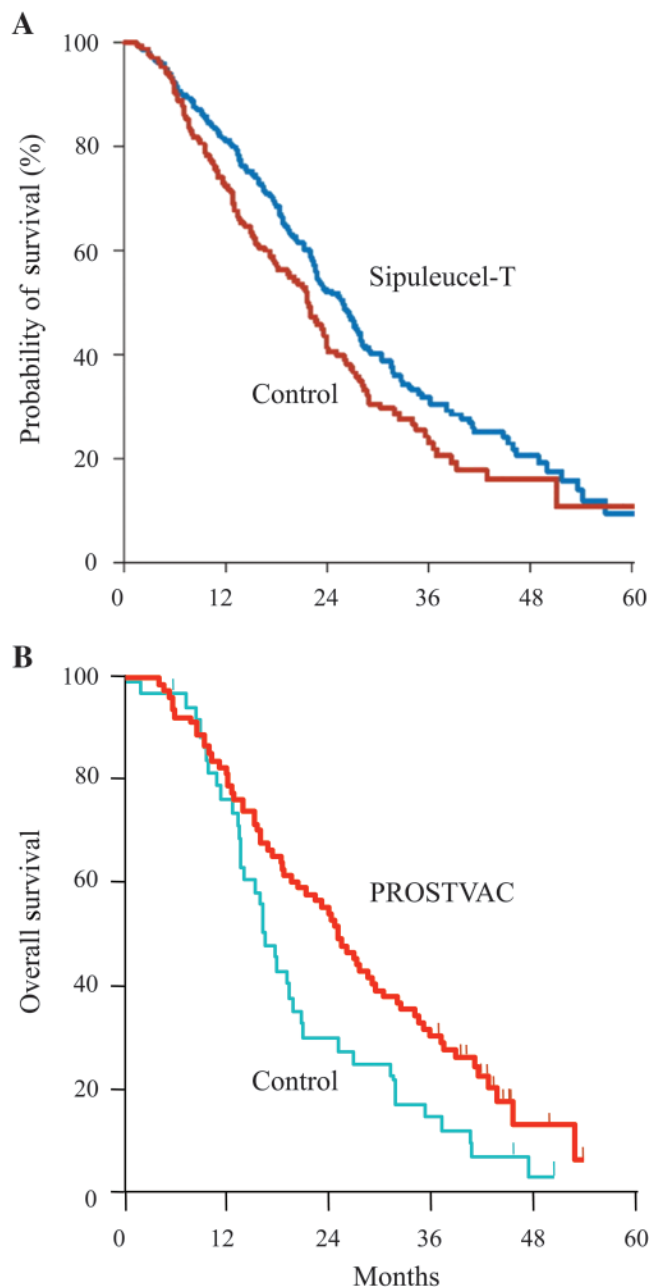 A
Probability of survival (%)
100
80
60
40
20
0
Sipuleucel-T
Control
0 12 24 36 48 60
B
Overall survival
100
80
60
40
20
0
PROSTVAC
Control
0 12 24 36 48 60
Months